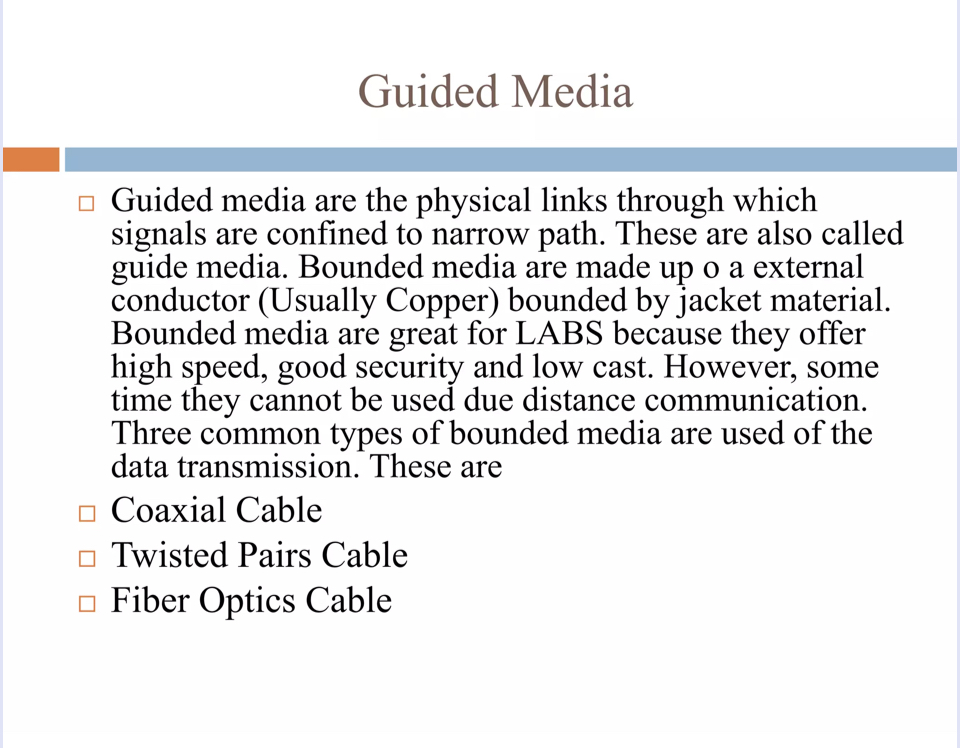 Guided Media
Guided media are the physical links through which
signals are confined to narrow path. These are also called
guide media. Bounded media are made up o a external
conductor (Usually Copper) bounded by jacket material.
Bounded media are great for LABS because they offer
high speed, good security and low cast. However, some
time they cannot be used due distance communication.
Three common types of bounded media are used of the
data transmission. These are
Coaxial Cable
Twisted Pairs Cable
Fiber Optics Cable